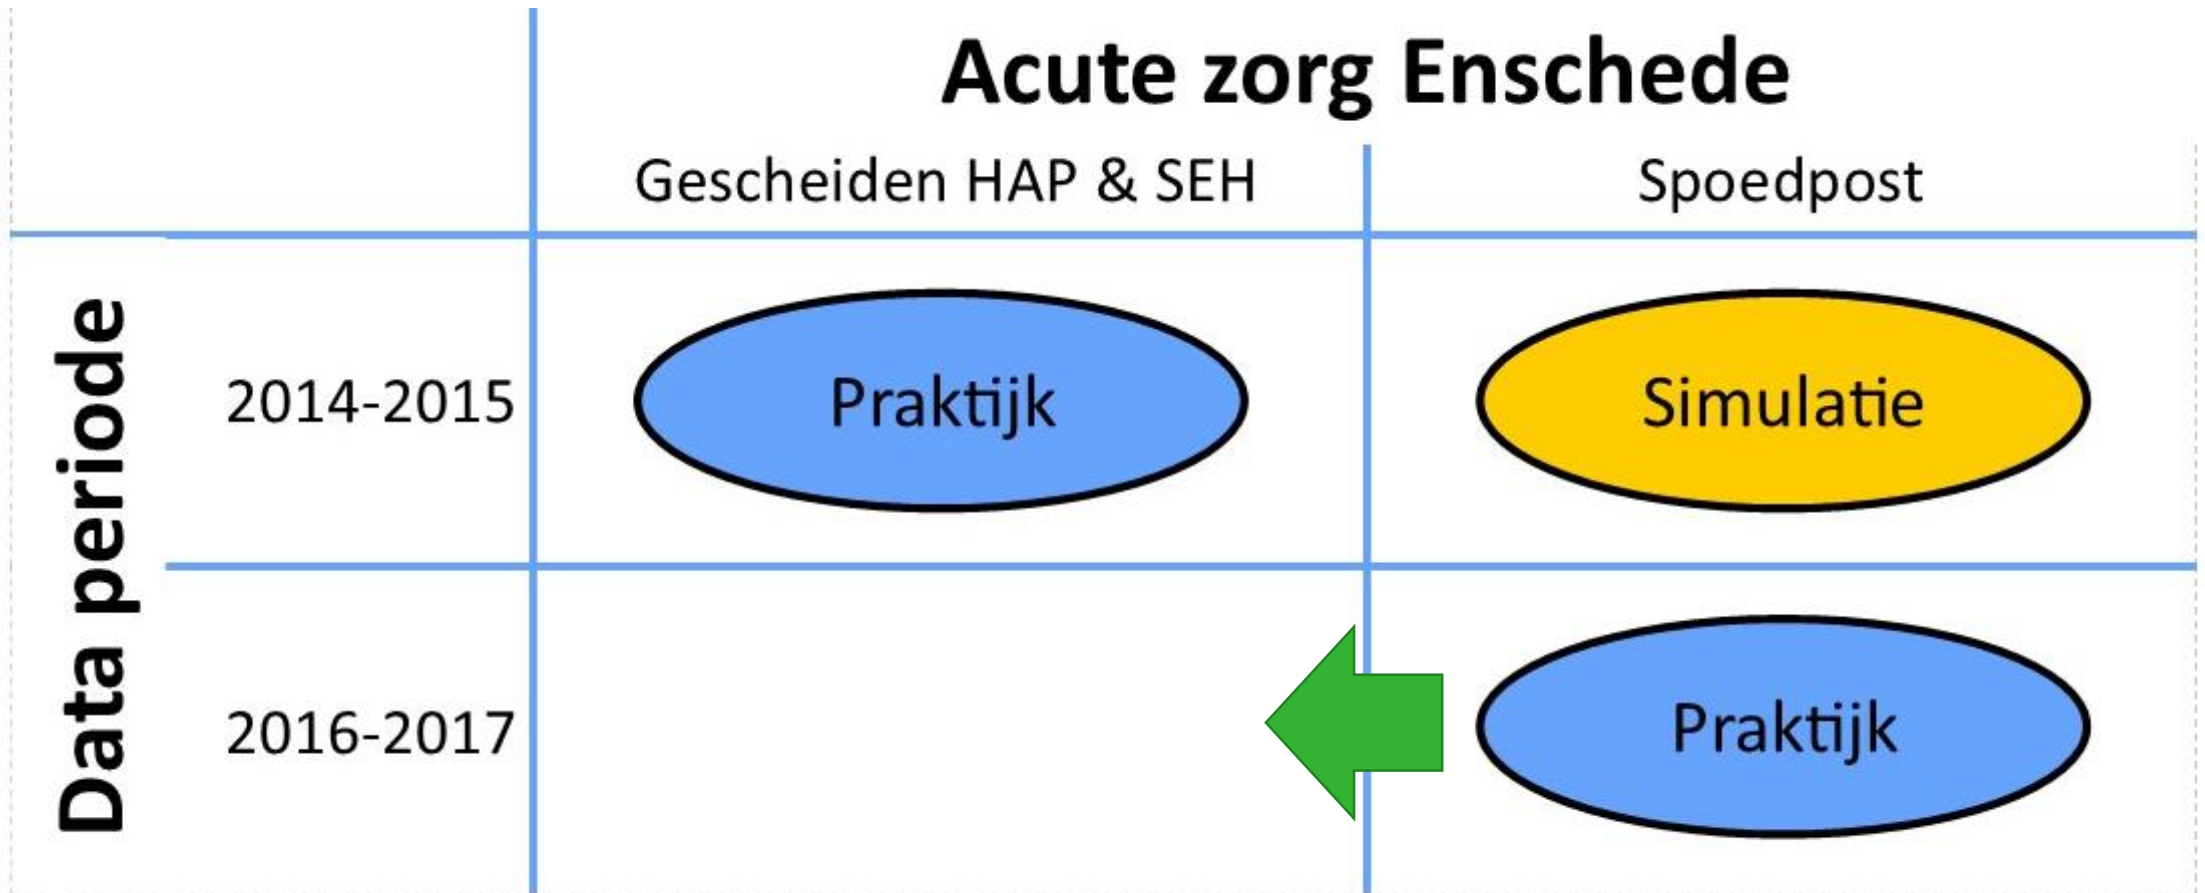 Acute zorg Enschede
Gescheiden HAP & SEH
Spoedpost
Data periode
2014-2015
Praktijk
Simulatie
2016-2017
Praktijk